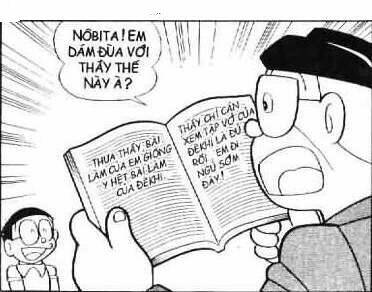 NÔBITA! EM
DÁM ĐÙA VỚI
THẦY THẾ
NÀY À?
THƯA THẦY: BÀI
LÀM CỦA EM GIỐNG
Y HỆT BÀI LÀM
CỦA ĐÊKHI.
THẦY CHỈ CẦN
XEM TẬP VỞ CỦA
ĐÊKHI LÀ ĐỦ
RỒI. EM ĐI
NGỦ SỚM
ĐÂY!